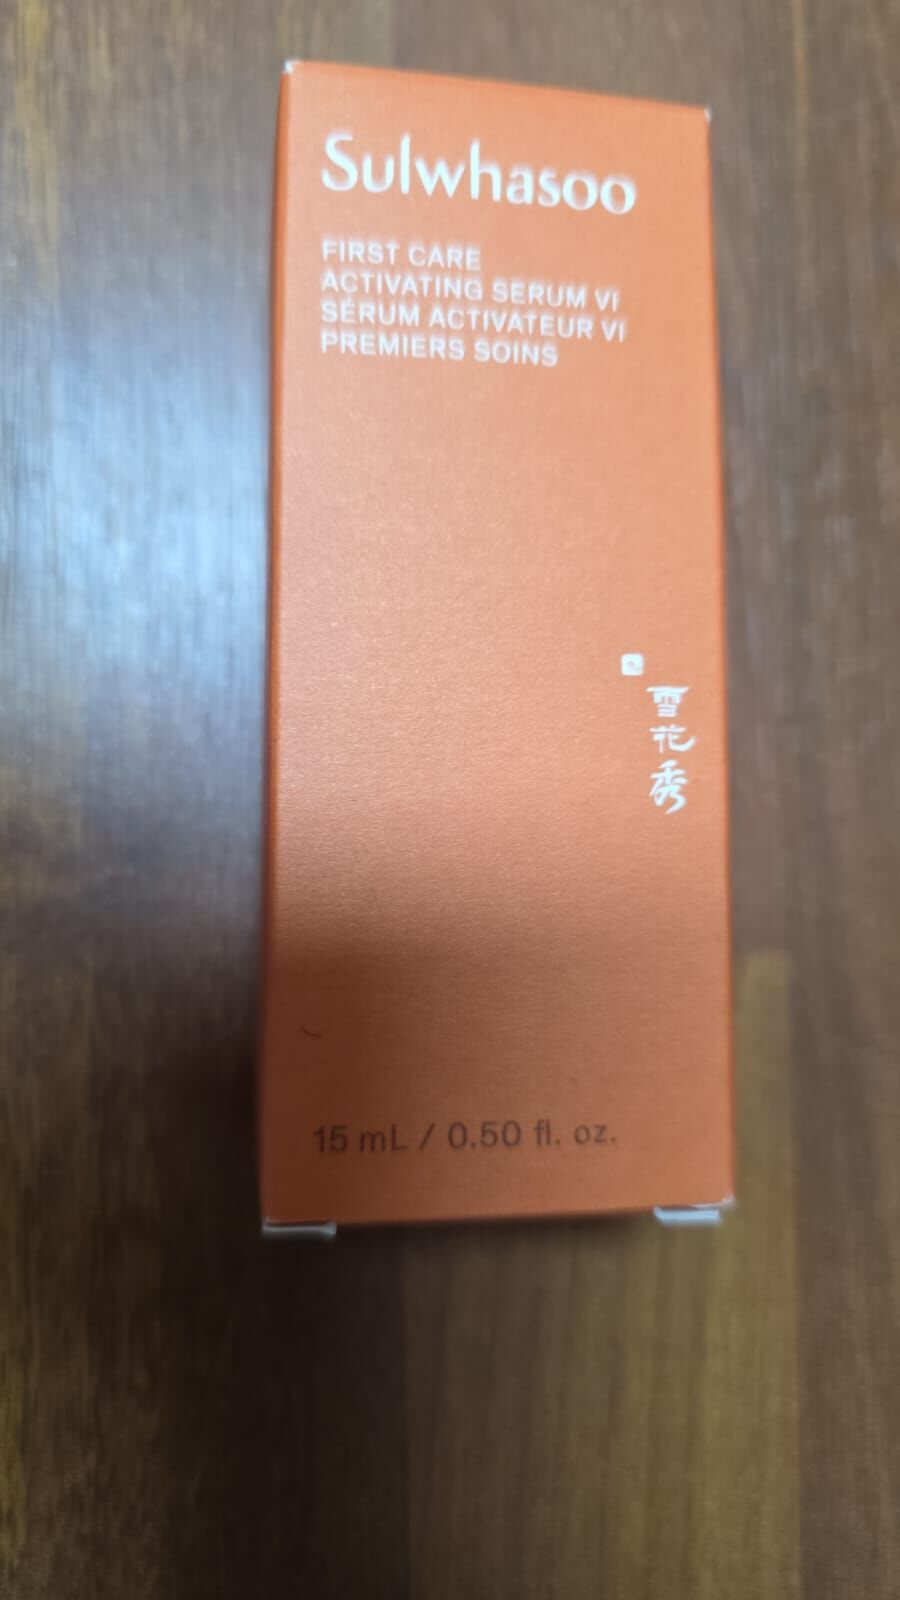 Sulwhasoo
FIRST CARE
ACTIVATING SERUM VI
SÉRUM ACTIVATEUR VI
PREMIERS SOINS
雪
花
秀
15 mL / 0.50 fl. oz.